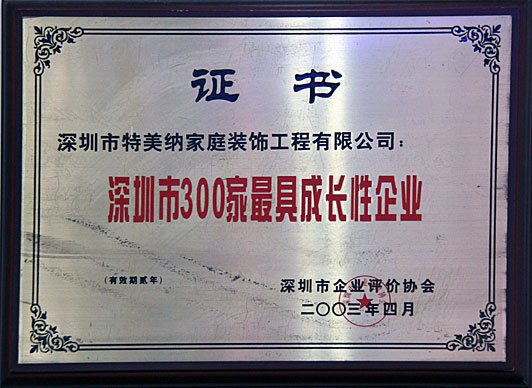 证书
深圳市特美纳家庭装饰工程有限公司：
深圳市300家最具成长性企业
(有效期贰年)
深圳市企业评价协会
二〇〇三年四月